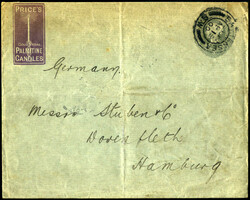 PRICE'S
PALMITINE
CANDLES
Germany.
Messrs Stuben & Co
Dovenfleth
Hamburg